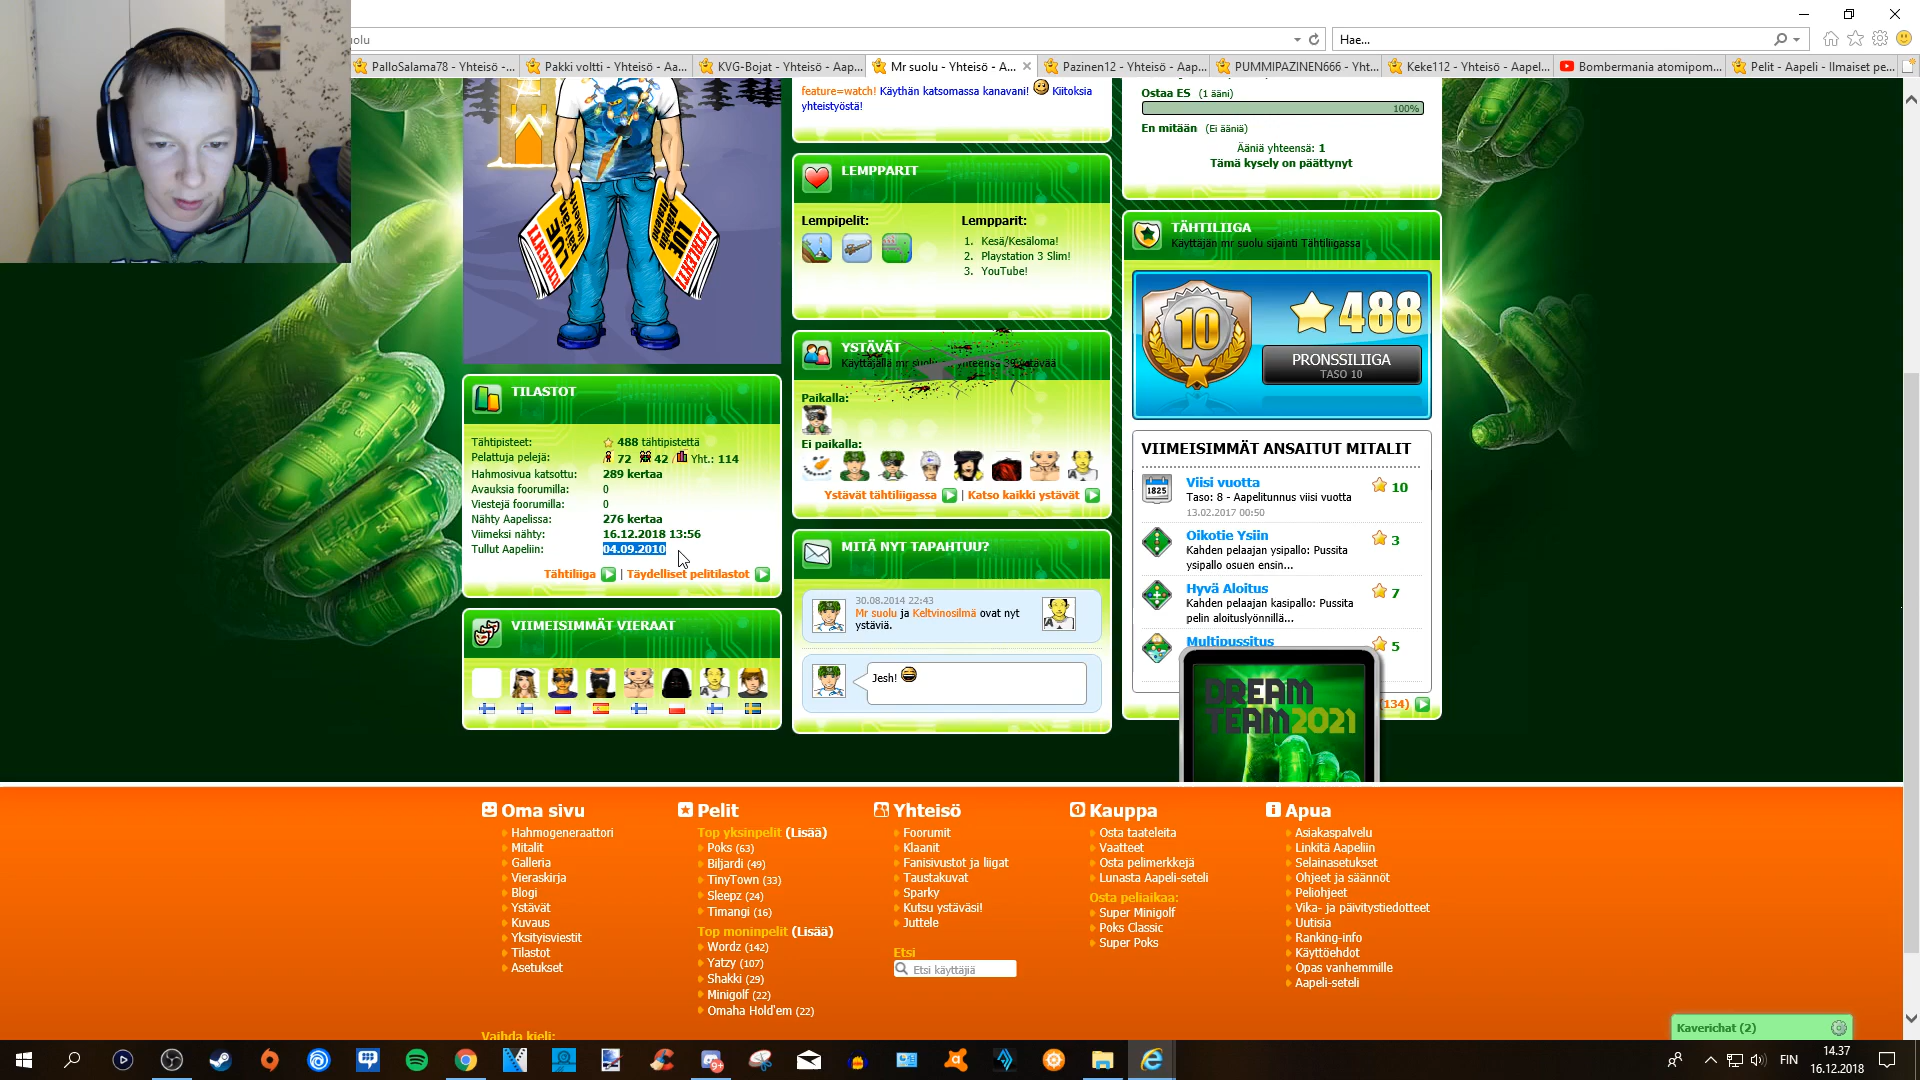 suolu
Hae...
PalloSalama78 - Yhteisö -...
Pakki voltti - Yhteisö - Aa...
KVG-Bojat - Yhteisö - Aap...
Mr suolu - Yhteisö - A...
Pazinen12 - Yhteisö - Aap...
PUMMIPAZINEN666 - Yht...
Keke112 - Yhteisö - Aapel...
Bombermania atomipom...
Pelit - Aapeli - Ilmaiset pe...
feature=watch! Käythän katsomassa kanavani! Kiitoksia
yhteistyöstä!
Ostaa ES (1 ääni)
100%
En mitään (Ei ääniä)
Ääniä yhteensä: 1
Tämä kysely on päättynyt
LEMPPARIT
Lempipelit:
Lempparit:
1. Kesä/Kesäloma!
2. Playstation 3 Slim!
3. YouTube!
TÄHTILIIGA
Käyttäjän mr suolu sijainti Tähtiliigassa
10
488
PRONSSILIIGA
TASO 10
YSTÄVÄT
Käyttäjällä mr suolu yhteensä 39 ystävää
Paikalla:
Ei paikalla:
Ystävät tähtiliigassa | Katso kaikki ystävät
TILASTOT
Tähtipisteet: 488 tähtipistettä
Pelattuja pelejä: 72 42 / Yht.: 114
Hahmosivua katsottu: 289 kertaa
Avauksia foorumilla: 0
Viestejä foorumilla: 0
Nähty Aapelissa: 276 kertaa
Viimeksi nähty: 16.12.2018 13:56
Tullut Aapeliin: 04.09.2010
Tähtiliiga | Täydelliset pelitilastot
VIIMEISIMMÄT VIERAAT
MITÄ NYT TAPAHTUU?
30.08.2014 22:43
Mr suolu ja Keltvinosilmä ovat nyt
ystäviä.
Jesh!
VIIMEISIMMÄT ANSAITUT MITALIT
1825
Viisi vuotta
10
Taso: 8 - Aapelitunnus viisi vuotta
13.02.2017 00:50
Oikotie Ysiin
3
Kahden pelaajan ysipallo: Pussita
ysipallo osuen ensin...
Hyvä Aloitus
7
Kahden pelaajan kasipallo: Pussita
pelin aloituslyönnillä...
Multipussitus
5
(134)
DREAM
TEAM2021
Oma sivu
Hahmogeneraattori
Mitalit
Galleria
Vieraskirja
Blogi
Ystävät
Kuvaus
Yksityisviestit
Tilastot
Asetukset
Pelit
Top yksinpelit (Lisää)
Poks (63)
Biljardi (49)
TinyTown (33)
Sleepz (24)
Timangi (16)
Top moninpelit (Lisää)
Wordz (142)
Yatzy (107)
Shakki (29)
Minigolf (22)
Omaha Hold'em (22)
Yhteisö
Foorumit
Klaanit
Fanisivustot ja liigat
Taustakuvat
Sparky
Kutsu ystäväsi!
Juttele
Etsi
Etsi käyttäjiä
Kauppa
Osta taateleita
Vaatteet
Osta pelimerkkejä
Lunasta Aapeli-seteli
Osta peliaikaa:
Super Minigolf
Poks Classic
Super Poks
Apua
Asiakaspalvelu
Linkitä Aapeliin
Selainasetukset
Ohjeet ja säännöt
Peliohjeet
Vika- ja päivitystiedotteet
Uutisia
Ranking-info
Käyttöehdot
Opas vanhemmille
Aapeli-seteli
Vaihda kieli:
Kaverichat (2)
9+
FIN
14.37
16.12.2018